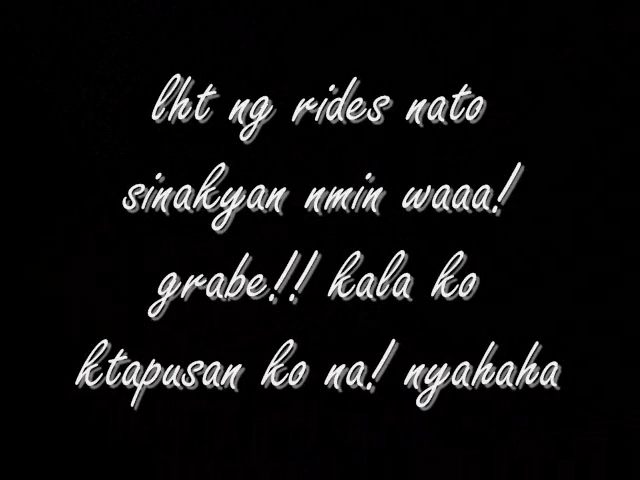 lht ng rides nato
sinakyan nmin waaa!
grabe!! kala ko
ktapusan ko na! nyahaha